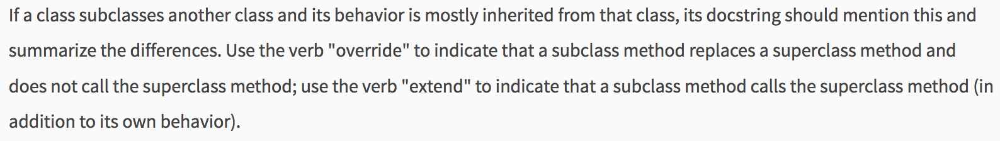 If a class subclasses another class and its behavior is mostly inherited from that class, its docstring should mention this and
summarize the differences. Use the verb "override" to indicate that a subclass method replaces a superclass method and
does not call the superclass method; use the verb "extend" to indicate that a subclass method calls the superclass method (in
addition to its own behavior).